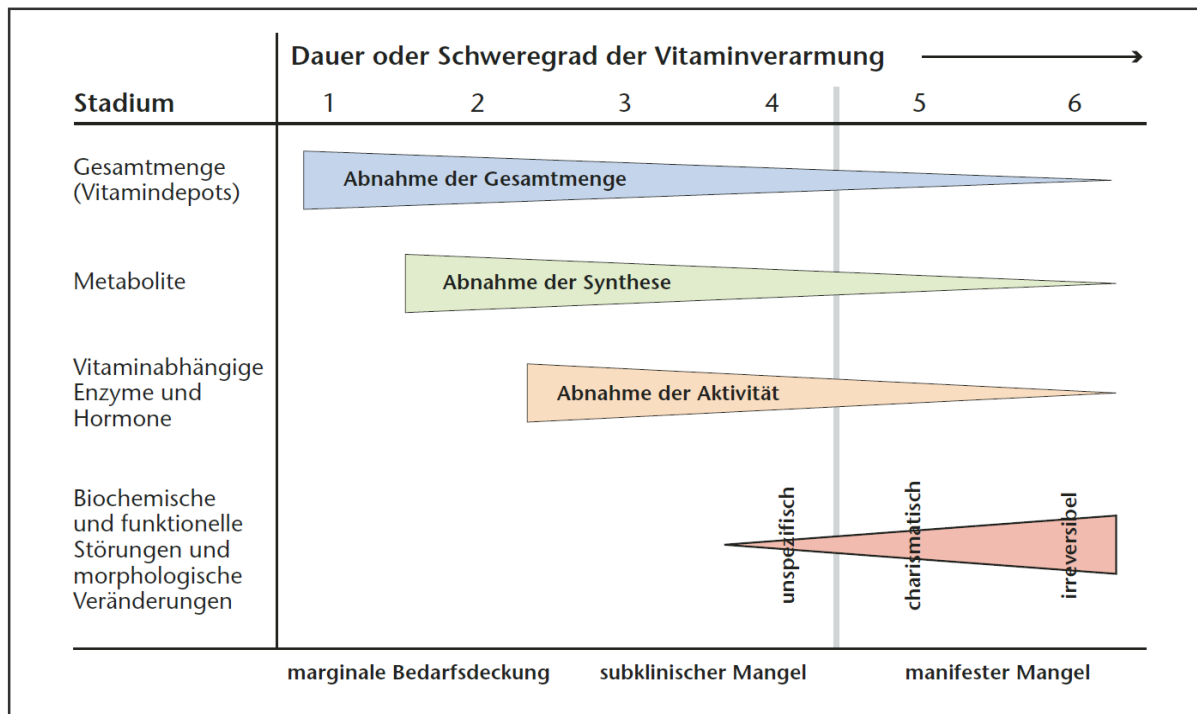 Dauer oder Schweregrad der Vitaminverarmung
Stadium 1 2 3 4 5 6
Gesamtmenge
(Vitamindepots)
Abnahme der Gesamtmenge
Metabolite
Abnahme der Synthese
Vitaminabhängige
Enzyme und
Hormone
Abnahme der Aktivität
Biochemische
und funktionelle
Störungen und
morphologische
Veränderungen
unspezifisch
charismatisch
irreversibel
marginale Bedarfsdeckung subklinischer Mangel manifester Mangel